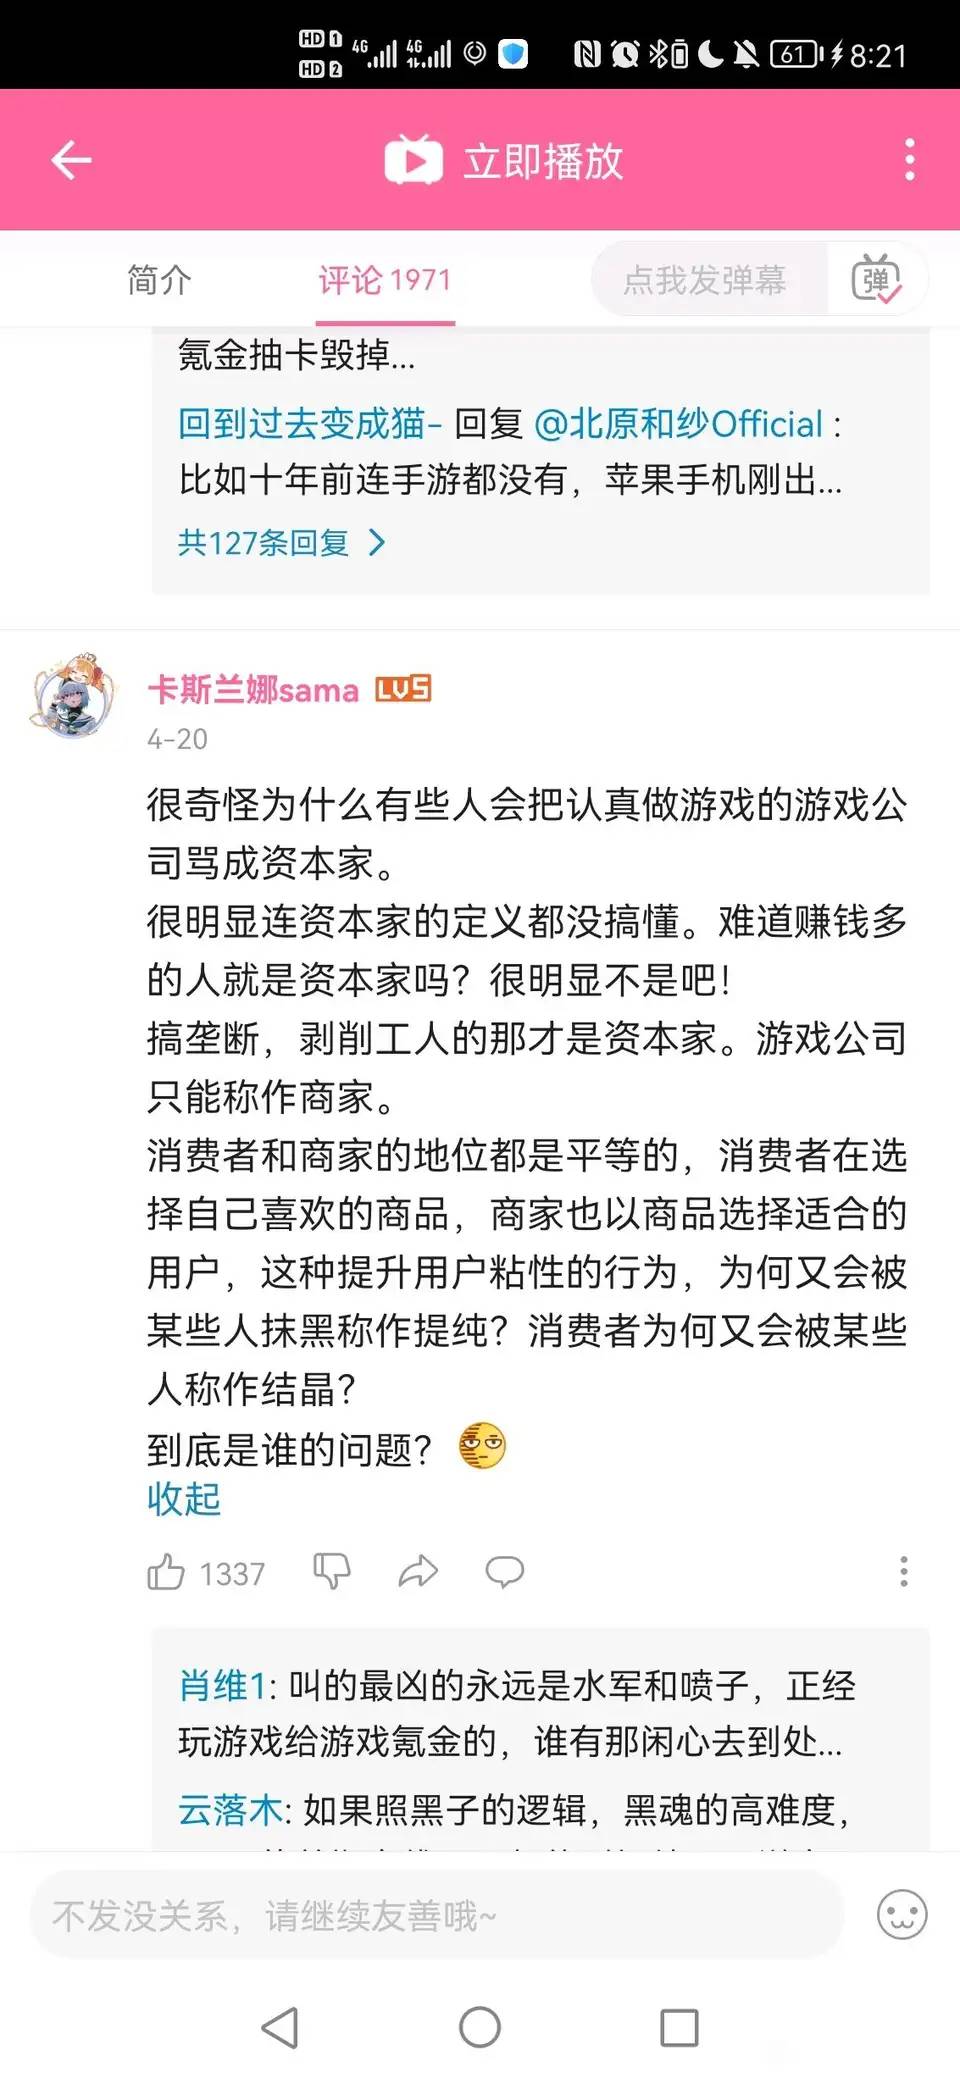 HD 1 4G 4G 61 8:21
HD 2
立即播放
简介 评论 1971 点我发弹幕 弹
氪金抽卡毁掉...
回到过去变成猫- 回复 @北原和纱Official :
比如十年前连手游都没有，苹果手机刚出...
共127条回复
卡斯兰娜sama LV5
4-20
很奇怪为什么有些人会把认真做游戏的游戏公
司骂成资本家。
很明显连资本家的定义都没搞懂。难道赚钱多
的人就是资本家吗？很明显不是吧！
搞垄断，剥削工人的那才是资本家。游戏公司
只能称作商家。
消费者和商家的地位都是平等的，消费者在选
择自己喜欢的商品，商家也以商品选择适合的
用户，这种提升用户粘性的行为，为何又会被
某些人抹黑称作提纯？消费者为何又会被某些
人称作结晶？
到底是谁的问题？
收起
1337
肖维1: 叫的最凶的永远是水军和喷子，正经
玩游戏给游戏氪金的，谁有那闲心去到处...
云落木: 如果照黑子的逻辑，黑魂的高难度，
不发没关系，请继续友善哦~